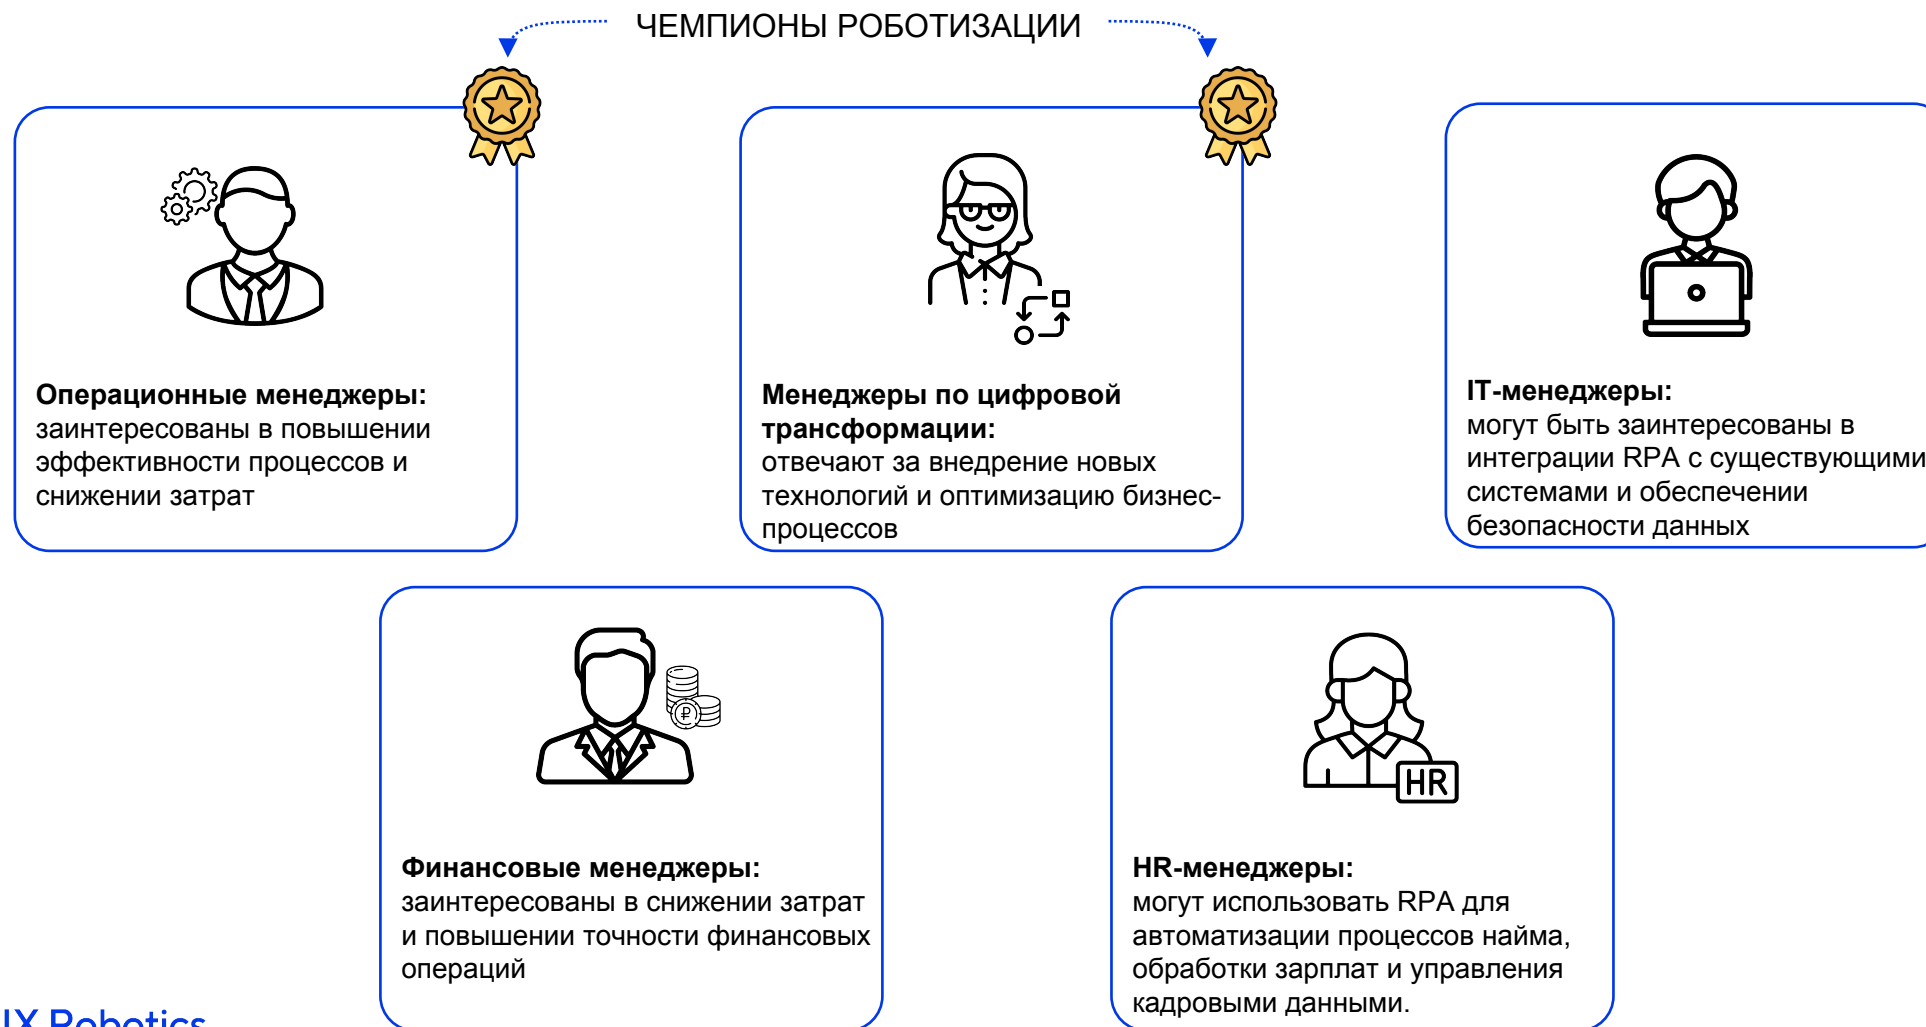 ЧЕМПИОНЫ РОБОТИЗАЦИИ
Операционные менеджеры:
заинтересованы в повышении
эффективности процессов и
снижении затрат
Менеджеры по цифровой
трансформации:
отвечают за внедрение новых
технологий и оптимизацию бизнес-
процессов
IT-менеджеры:
могут быть заинтересованы в
интеграции RPA с существующими
системами и обеспечении
безопасности данных
₽
Финансовые менеджеры:
заинтересованы в снижении затрат
и повышении точности финансовых
операций
HR
HR-менеджеры:
могут использовать RPA для
автоматизации процессов найма,
обработки зарплат и управления
кадровыми данными.
Robotics